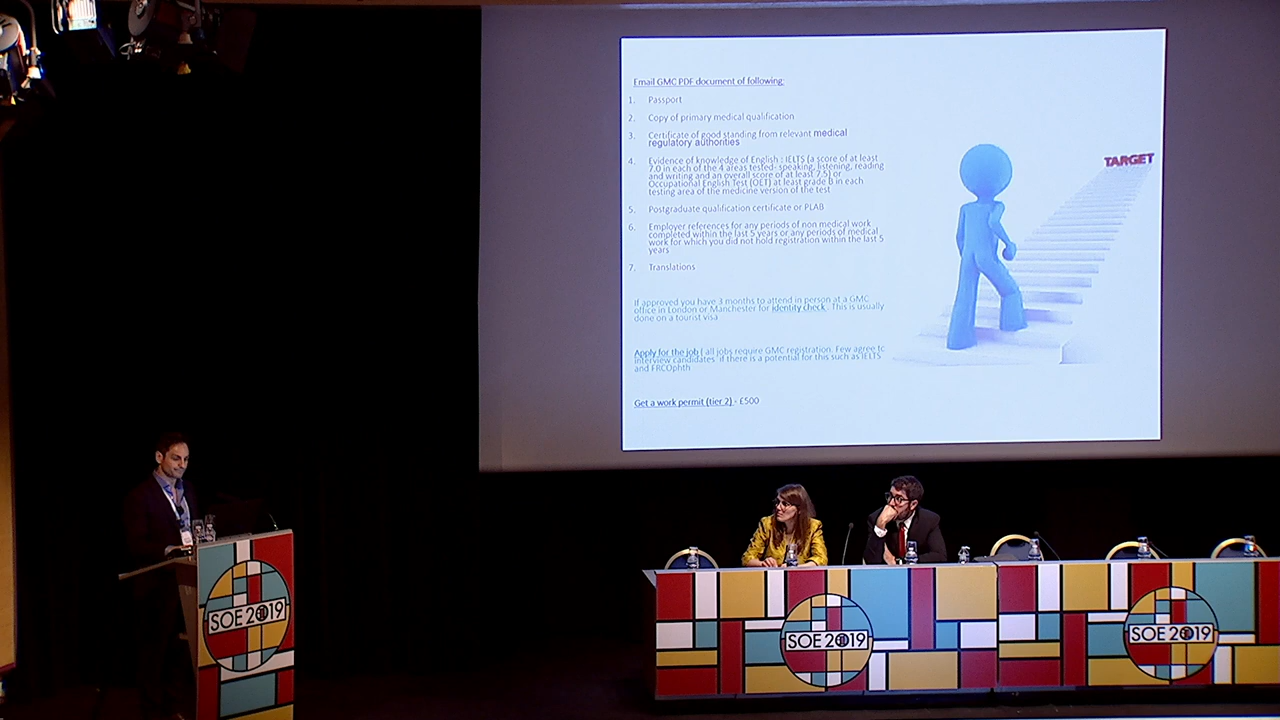 Email GMC PDF document of following:
1. Passport
2. Copy of primary medical qualification
3. Certificate of good standing from relevant medical
regulatory authorities
4. Evidence of knowledge of English : IELTS (a score of at least
7.0 in each of the 4 areas tested- speaking, listening, reading
and writing and an overall score of at least 7.5) or
Occupational English Test (OET) at least grade B in each
testing area of the medicine version of the test
5. Postgraduate qualification certificate or PLAB
6. Employer references for any periods of non medical work
completed within the last 5 years or any periods of medical
work for which you did not hold registration within the last 5
years
7. Translations
If approved you have 3 months to attend in person at a GMC
office in London or Manchester for identity check. This is usually
done on a tourist visa
Apply for the job ( all jobs require GMC registration. Few agree to
interview candidates if there is a potential for this such as IELTS
and FRCOphth
Get a work permit (tier 2) - £500
TARGET
SOE 2019
SOE 2019
SOE 2019